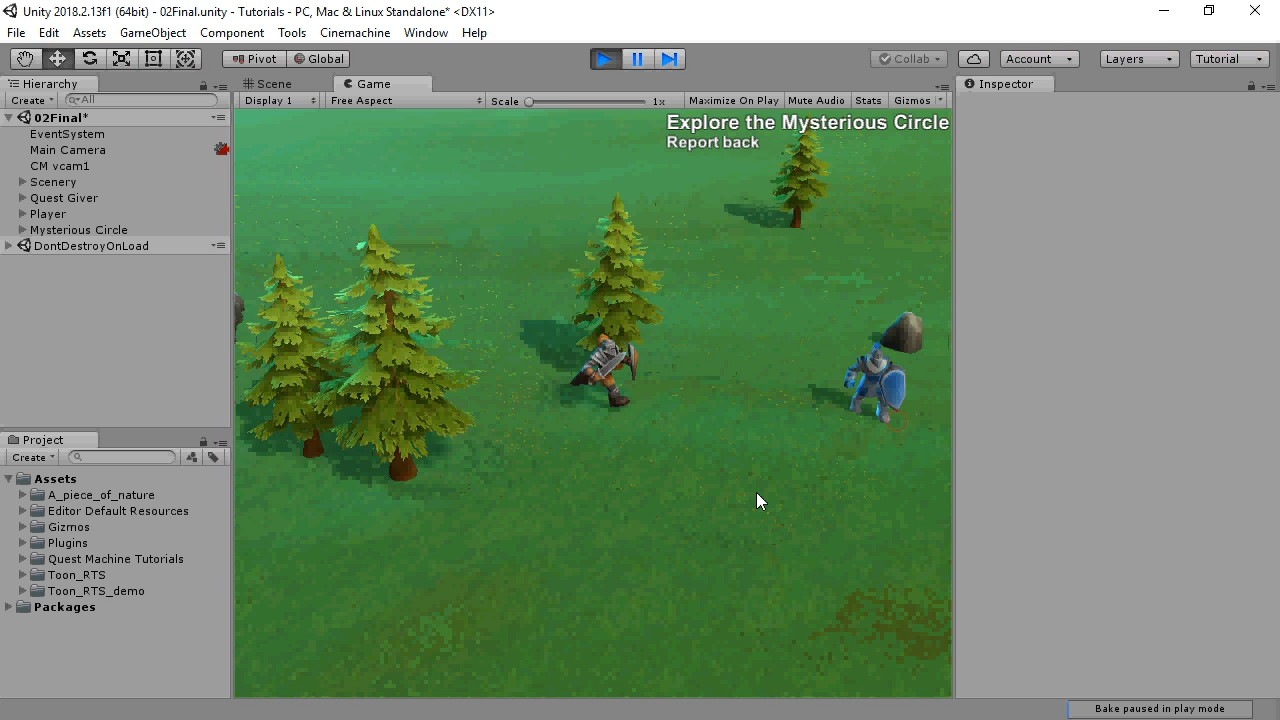 Unity 2018.2.13f1 (64bit) - 02Final.unity - Tutorials - PC, Mac & Linux Standalone* <DX11>
File Edit Assets GameObject Component Tools Cinemachine Window Help
Pivot Global Collab Account Layers Tutorial
Hierarchy
Create All
02Final*
EventSystem
Main Camera
CM vcam1
Scenery
Quest Giver
Player
Mysterious Circle
DontDestroyOnLoad
Project
Create
Assets
A_piece_of_nature
Editor Default Resources
Gizmos
Plugins
Quest Machine Tutorials
Toon_RTS
Toon_RTS_demo
Packages
Scene Game
Display 1 Free Aspect Scale 1x Maximize On Play Mute Audio Stats Gizmos
Explore the Mysterious Circle
Report back
Inspector
Bake paused in play mode